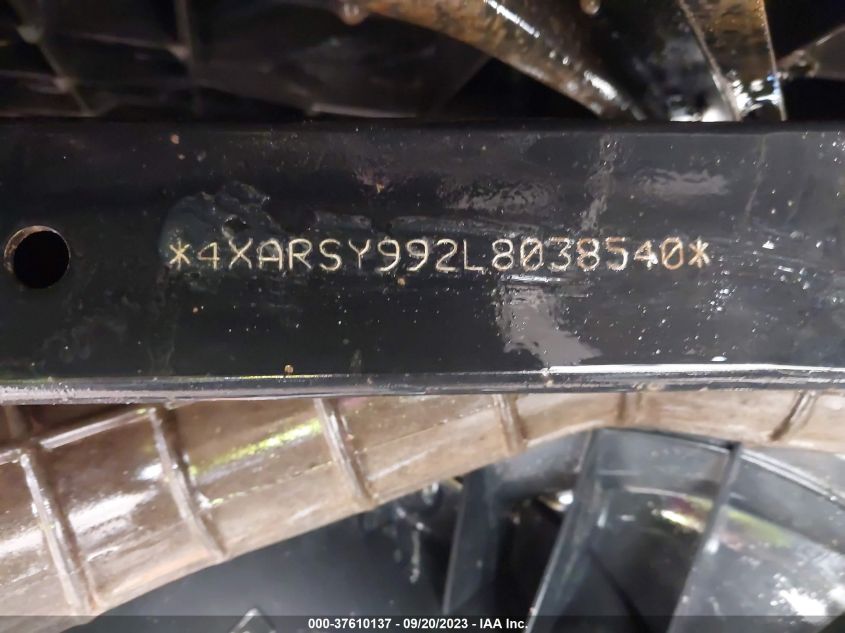 *4XARSY992L8038540*
000-37610137 - 09/20/2023 - IAA Inc.